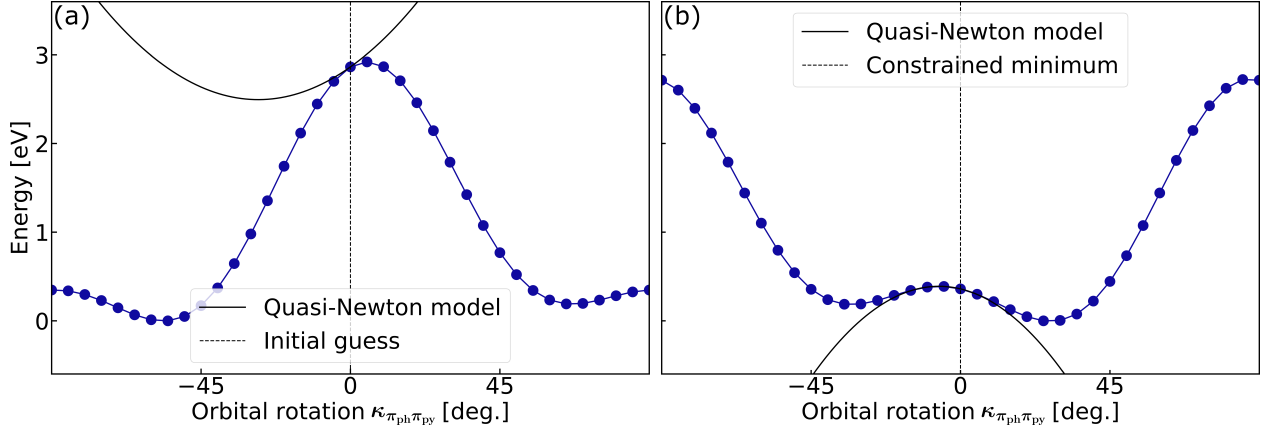 (a)
3
2
1
0
Energy [eV]
Quasi-Newton model
Initial guess
−45
0
45
Orbital rotation κπphπpy [deg.]
(b)
Quasi-Newton model
Constrained minimum
−45
0
45
Orbital rotation κπphπpy [deg.]